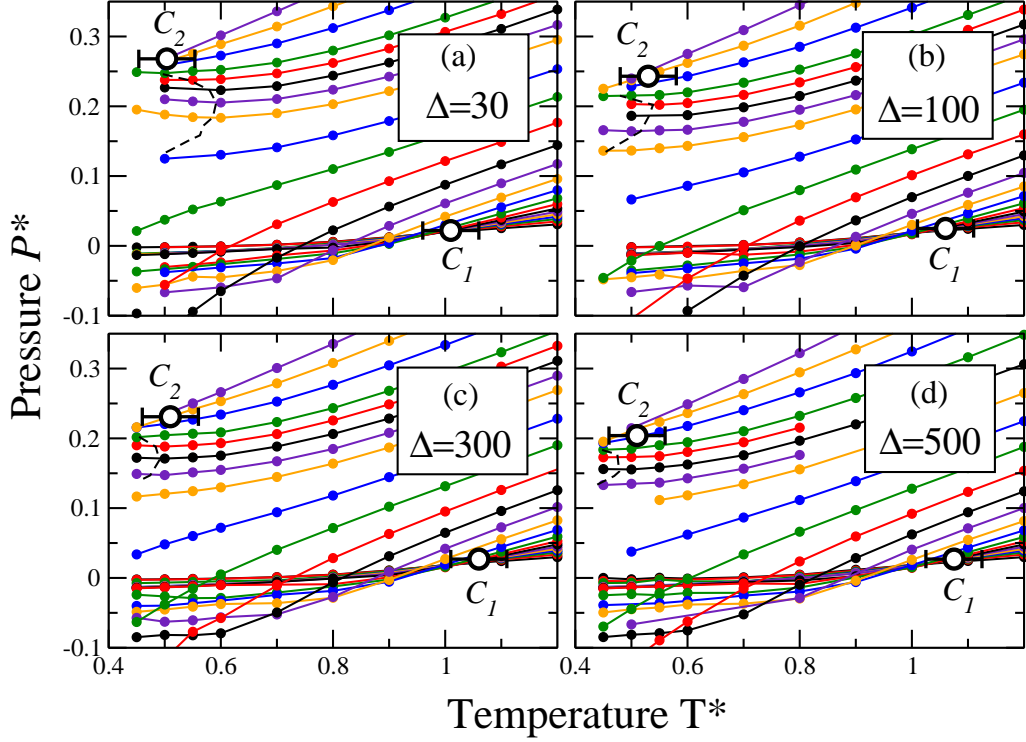 0.3
0.2
0.1
0
-0.1
C2
(a)
Δ=30
C1
C2
(b)
Δ=100
C1
0.3
0.2
0.1
0
-0.1
C2
(c)
Δ=300
C1
C2
(d)
Δ=500
C1
0.4 0.6 0.8 1 0.4 0.6 0.8 1
Pressure P*
Temperature T*